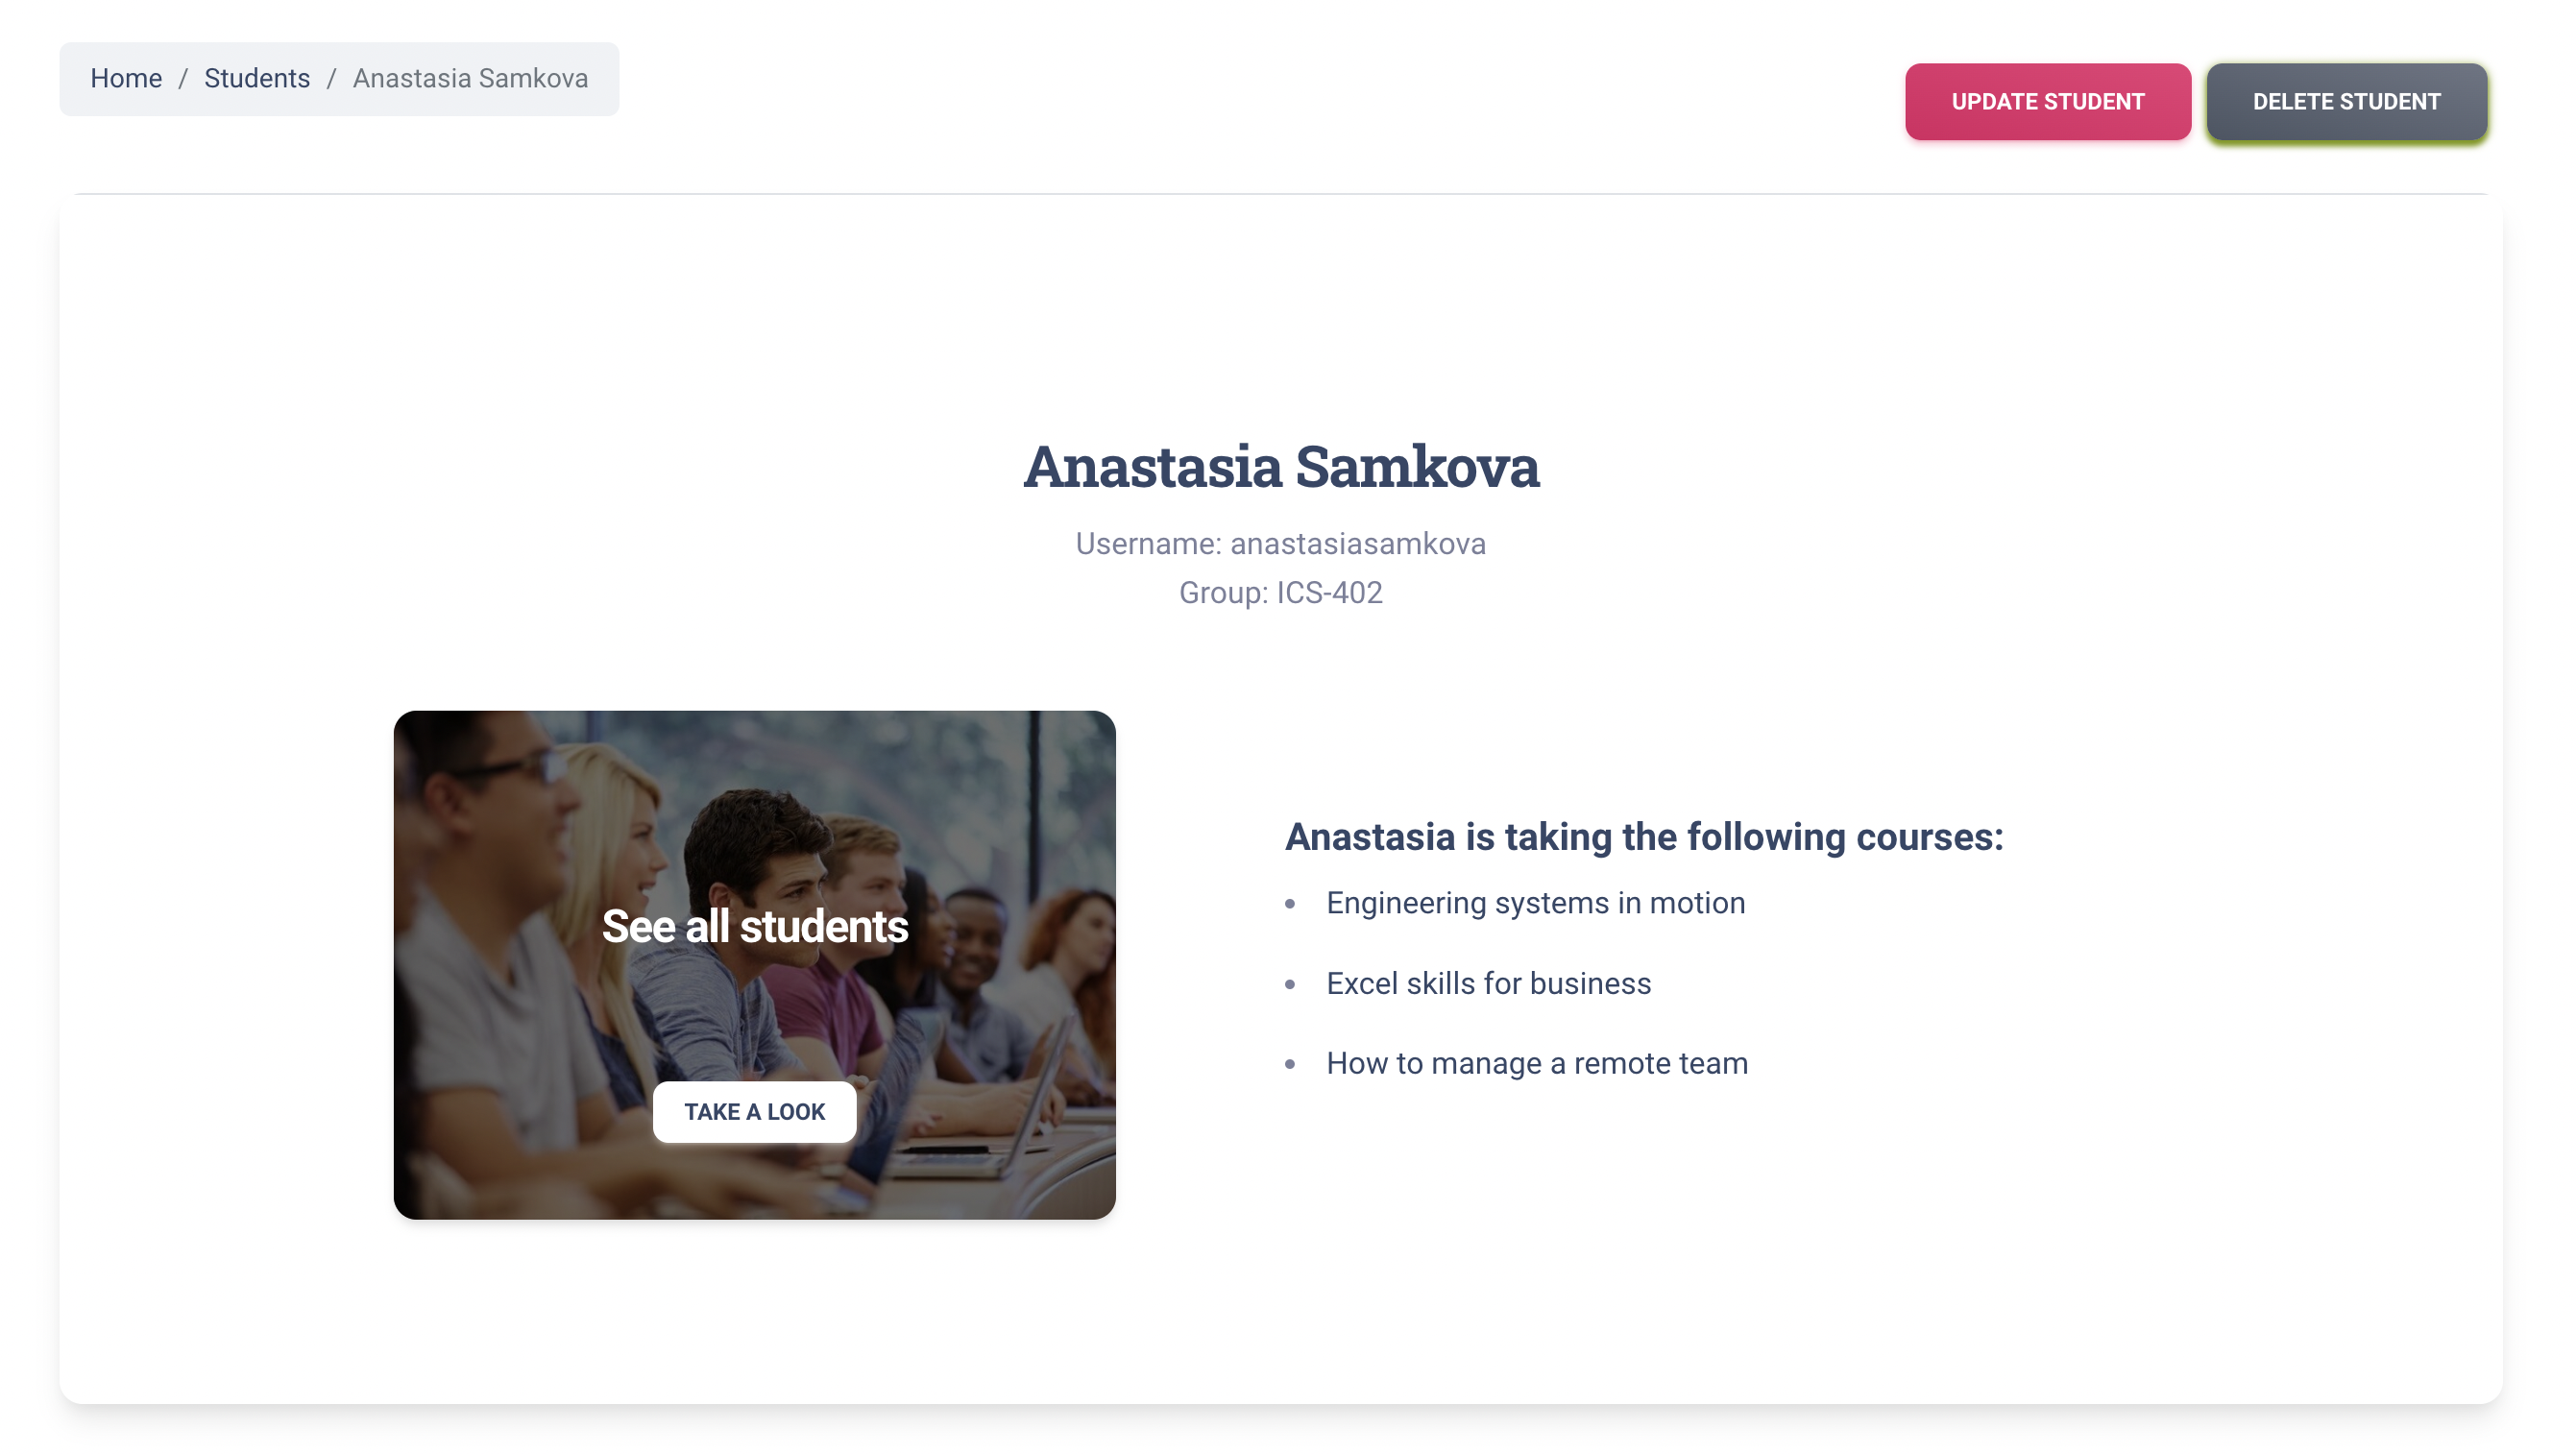 Home / Students / Anastasia Samkova
UPDATE STUDENT
DELETE STUDENT
Anastasia Samkova
Username: anastasiasamkova
Group: ICS-402
See all students
TAKE A LOOK
Anastasia is taking the following courses:
Engineering systems in motion
Excel skills for business
How to manage a remote team